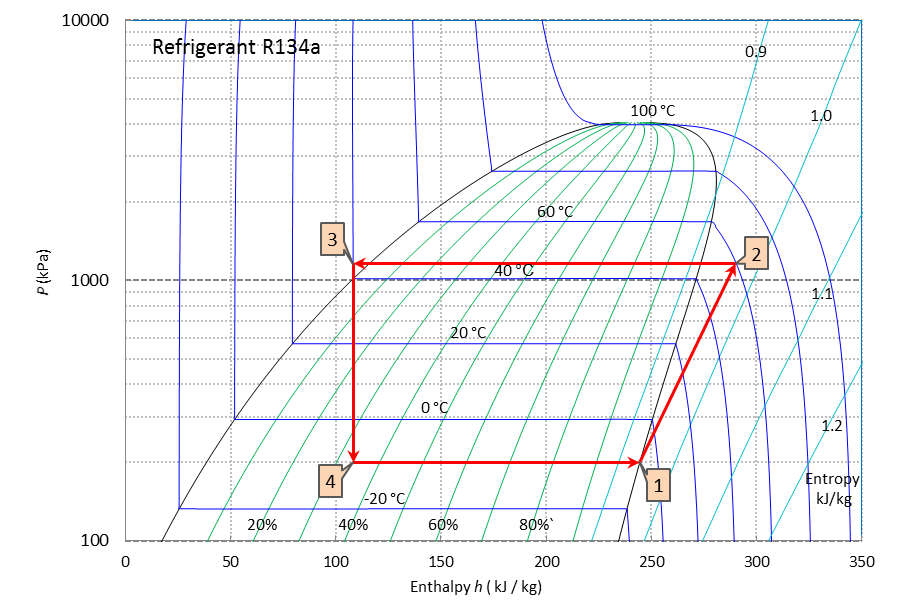 10000
Refrigerant R134a
0.9
100 °C
1.0
60 °C
3
2
P (kPa)
40 °C
1000
1.1
20 °C
0 °C
1.2
4
1
Entropy
kJ/kg
-20 °C
20%
40%
60%
80%`
100
0
50
100
150
200
250
300
350
Enthalpy h ( kJ / kg)